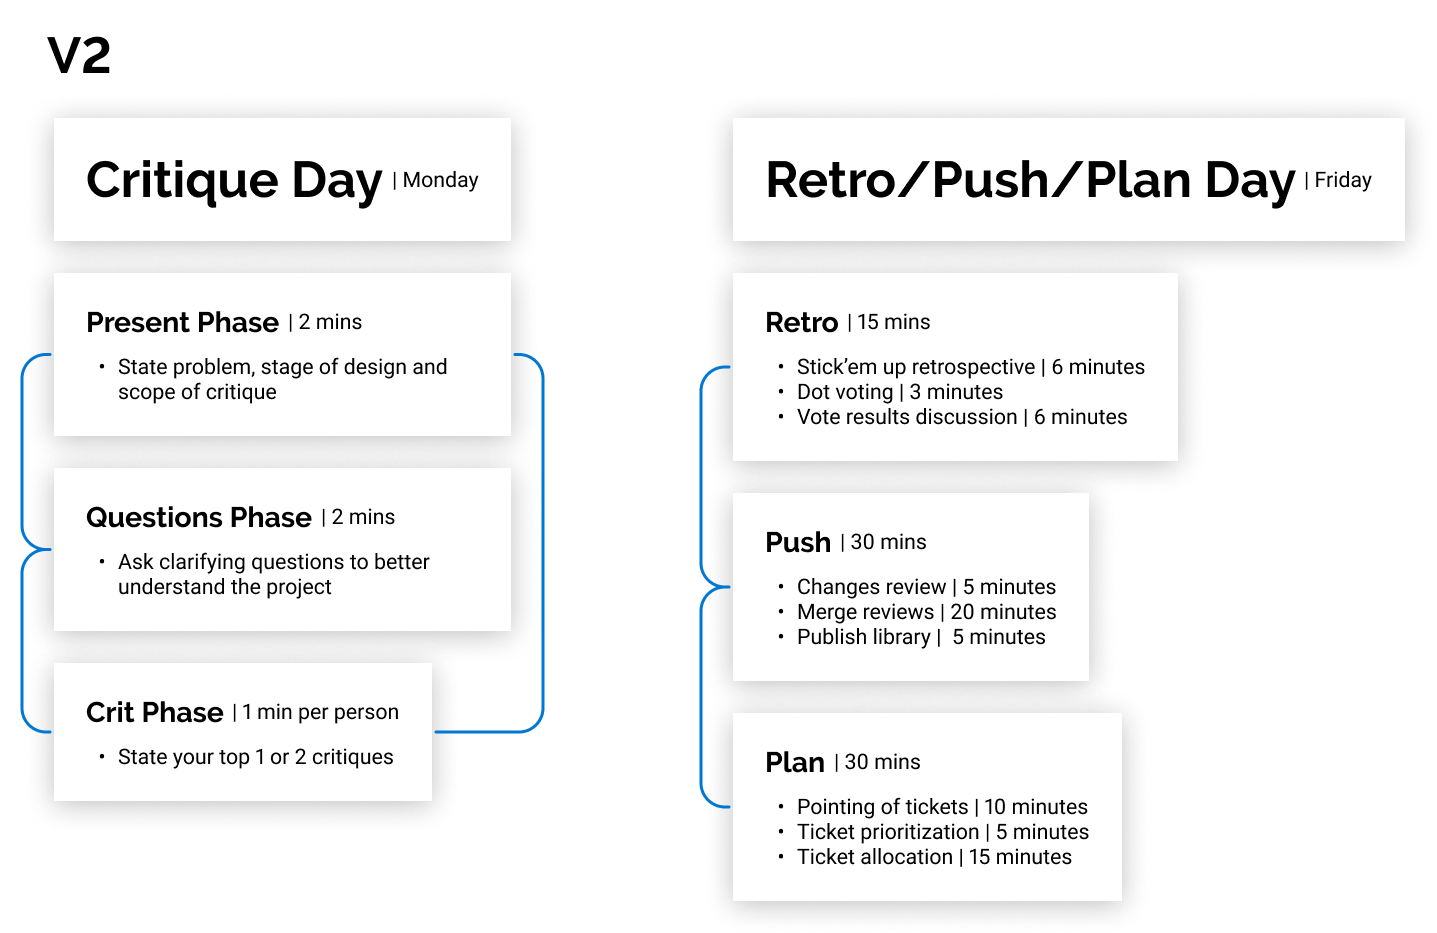 V2
Critique Day | Monday
Present Phase | 2 mins
• State problem, stage of design and
scope of critique
Questions Phase | 2 mins
• Ask clarifying questions to better
understand the project
Crit Phase | 1 min per person
• State your top 1 or 2 critiques
Retro/Push/Plan Day | Friday
Retro | 15 mins
• Stick’em up retrospective | 6 minutes
• Dot voting | 3 minutes
• Vote results discussion | 6 minutes
Push | 30 mins
• Changes review | 5 minutes
• Merge reviews | 20 minutes
• Publish library |  5 minutes
Plan | 30 mins
• Pointing of tickets | 10 minutes
• Ticket prioritization | 5 minutes
• Ticket allocation | 15 minutes